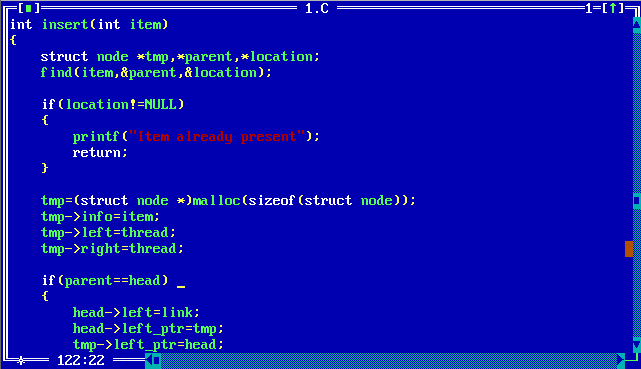 [■] 1.C 1=[↑]
int insert(int item)
{
struct node *tmp,*parent,*location;
find(item,&parent,&location);
if(location!=NULL)
{
printf("Item already present");
return;
}
tmp=(struct node *)malloc(sizeof(struct node));
tmp->info=item;
tmp->left=thread;
tmp->right=thread;
if(parent==head) _
{
head->left=link;
head->left_ptr=tmp;
tmp->left_ptr=head;
122:22